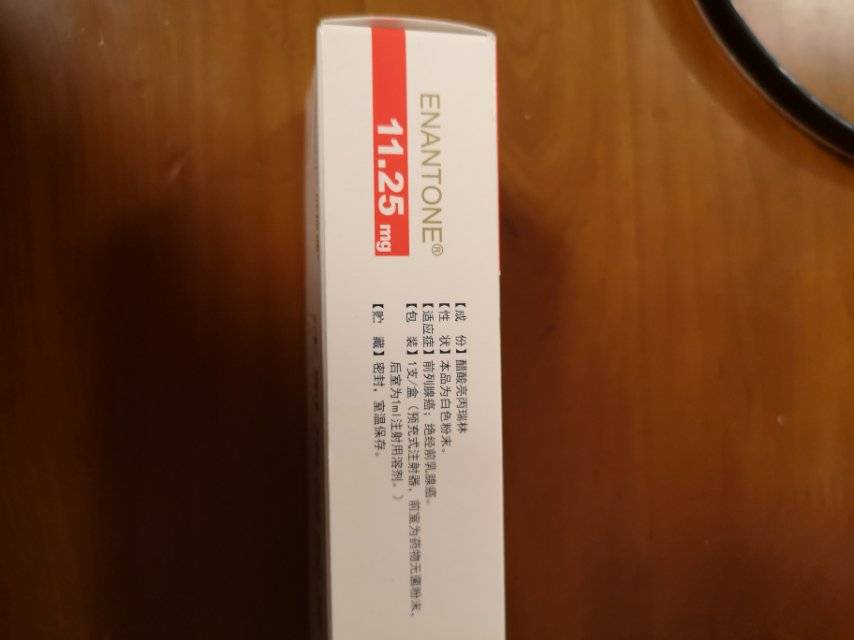 ENANTONE®
11.25 mg
【成 份】醋酸亮丙瑞林
【性 状】本品为白色粉末。
【适应症】前列腺癌；绝经前乳腺癌。
【包 装】1支/盒（预充式注射器，前室为药物无菌粉末，
后室为1ml注射用溶剂。）
【贮 藏】密封，室温保存。